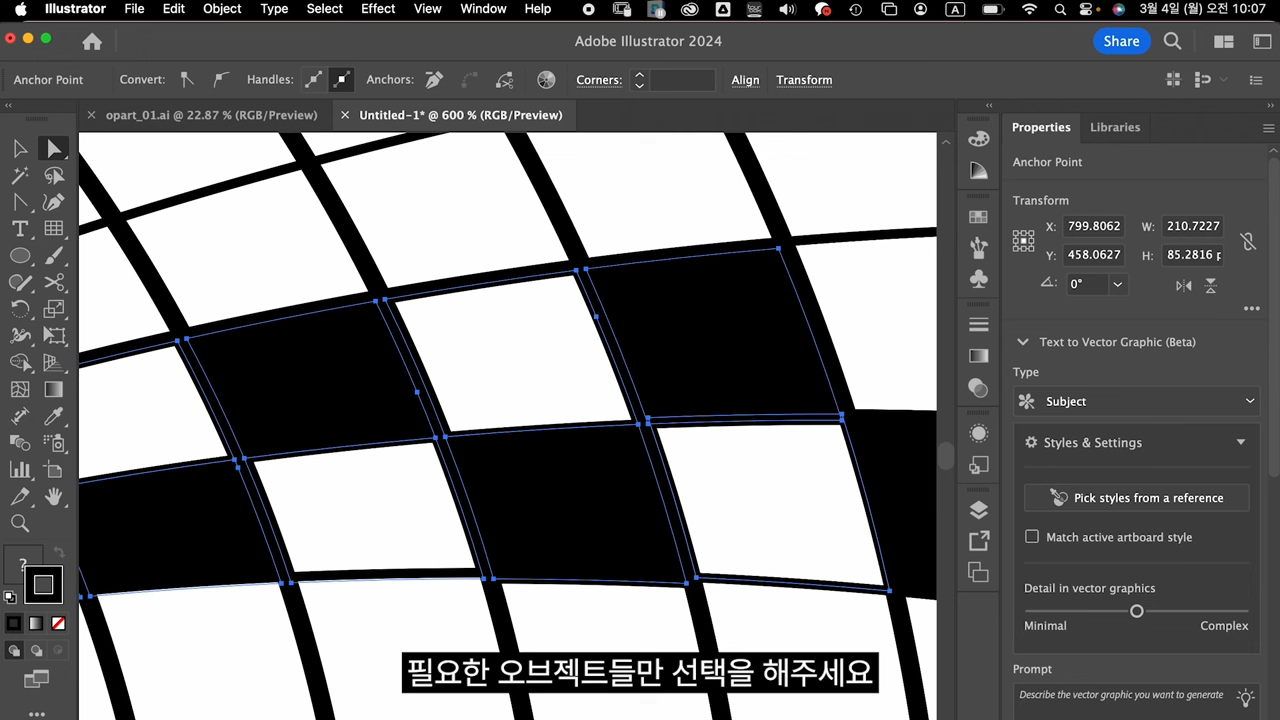 Illustrator File Edit Object Type Select Effect View Window Help A 3월 4일 (월) 오전 10:07
Adobe Illustrator 2024 Share
Anchor Point Convert: Handles: Anchors: Corners: Align Transform
opart_01.ai @ 22.87 % (RGB/Preview) Untitled-1* @ 600 % (RGB/Preview)
Properties Libraries
Anchor Point
Transform
X: 799.8062 W: 210.7227
Y: 458.0627 H: 85.2816 p
0°
Text to Vector Graphic (Beta)
Type
Subject
Styles & Settings
Pick styles from a reference
Match active artboard style
Detail in vector graphics
Minimal Complex
Prompt
Describe the vector graphic you want to generate
?
필요한 오브젝트들만 선택을 해주세요